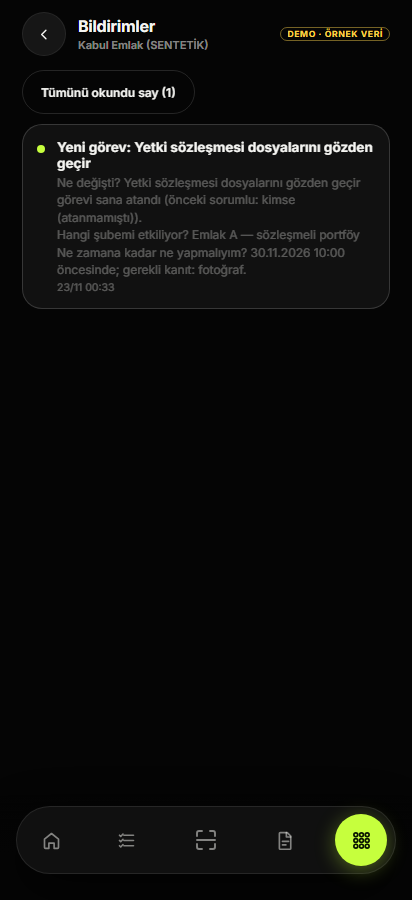 Bildirimler
Kabul Emlak (SENTETİK)
DEMO · ÖRNEK VERİ
Tümünü okundu say (1)
Yeni görev: Yetki sözleşmesi dosyalarını gözden
geçir
Ne değişti? Yetki sözleşmesi dosyalarını gözden geçir
görevi sana atandı (önceki sorumlu: kimse
(atanmamıştı)).
Hangi şubemi etkiliyor? Emlak A — sözleşmeli portföy
Ne zamana kadar ne yapmalıyım? 30.11.2026 10:00
öncesinde; gerekli kanıt: fotoğraf.
23/11 00:33